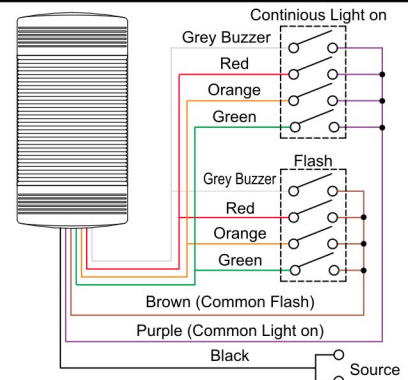 Continious Light on
Grey Buzzer
Red
Orange
Green
Flash
Grey Buzzer
Red
Orange
Green
Brown (Common Flash)
Purple (Common Light on)
Black
Source